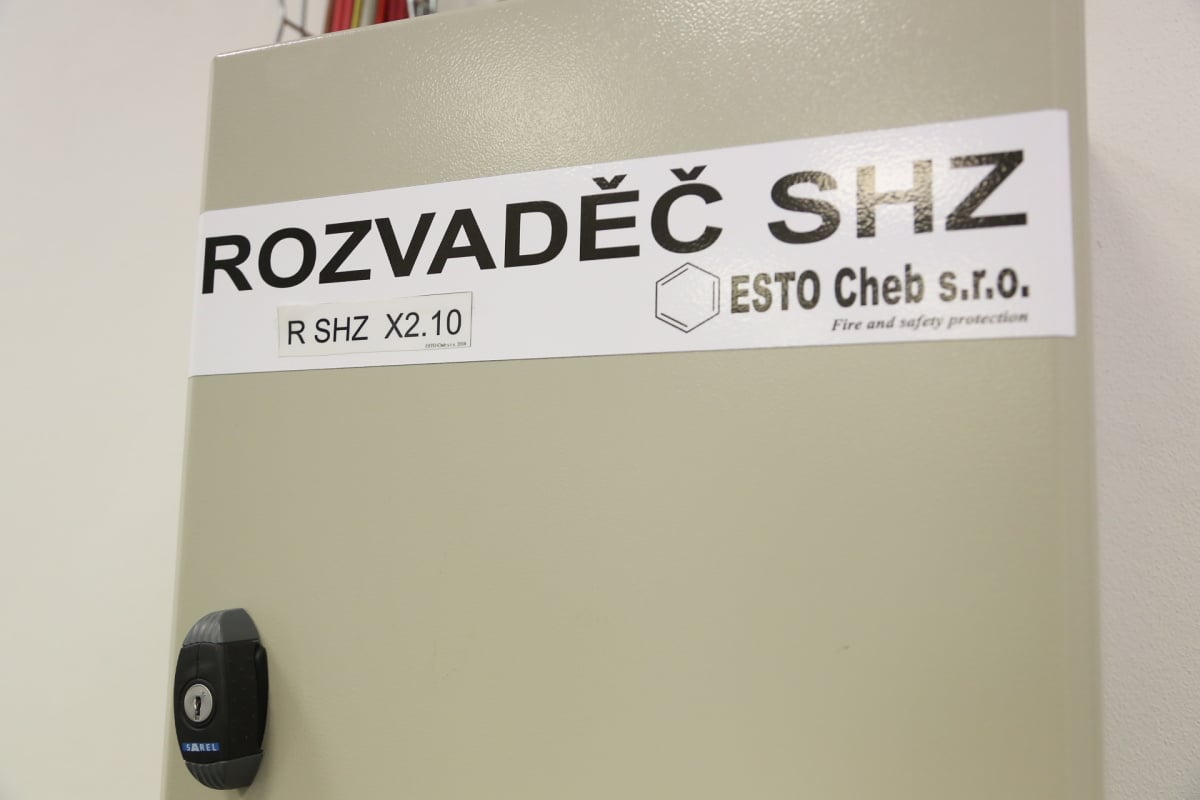 ROZVADĚČ SHZ
R SHZ X2.10
ESTO Cheb s.r.o.
Fire and safety protection
SAREL